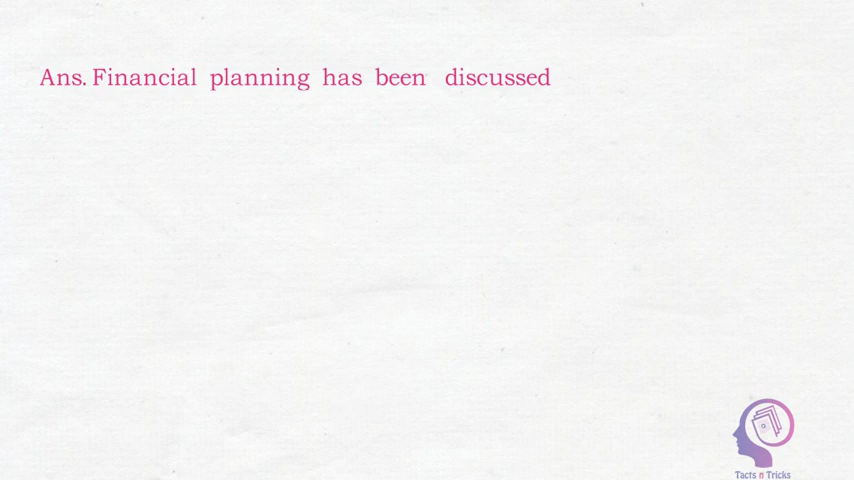 Ans. Financial planning has been discussed
Tacts n Tricks